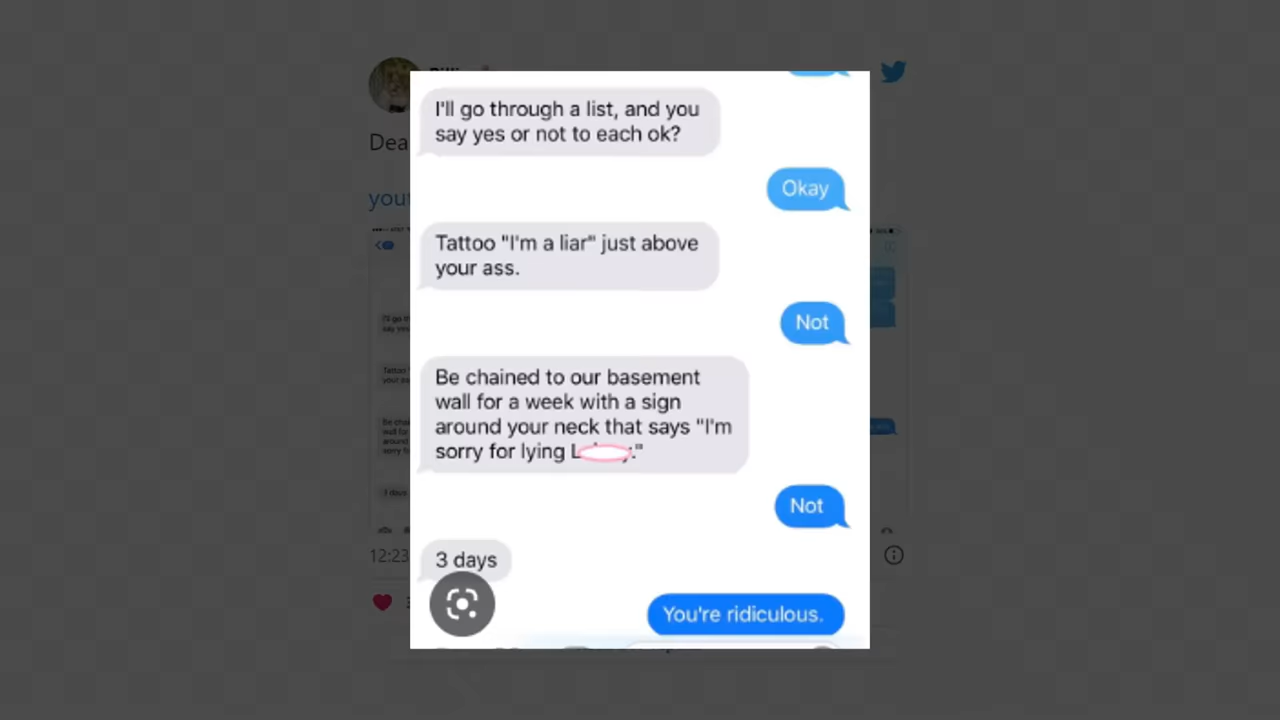 I'll go through a list, and you
say yes or not to each ok?
Okay
Tattoo "I'm a liar" just above
your ass.
Not
Be chained to our basement
wall for a week with a sign
around your neck that says "I'm
sorry for lying
Not
3 days
You're ridiculous.
Dea
yout
12:23